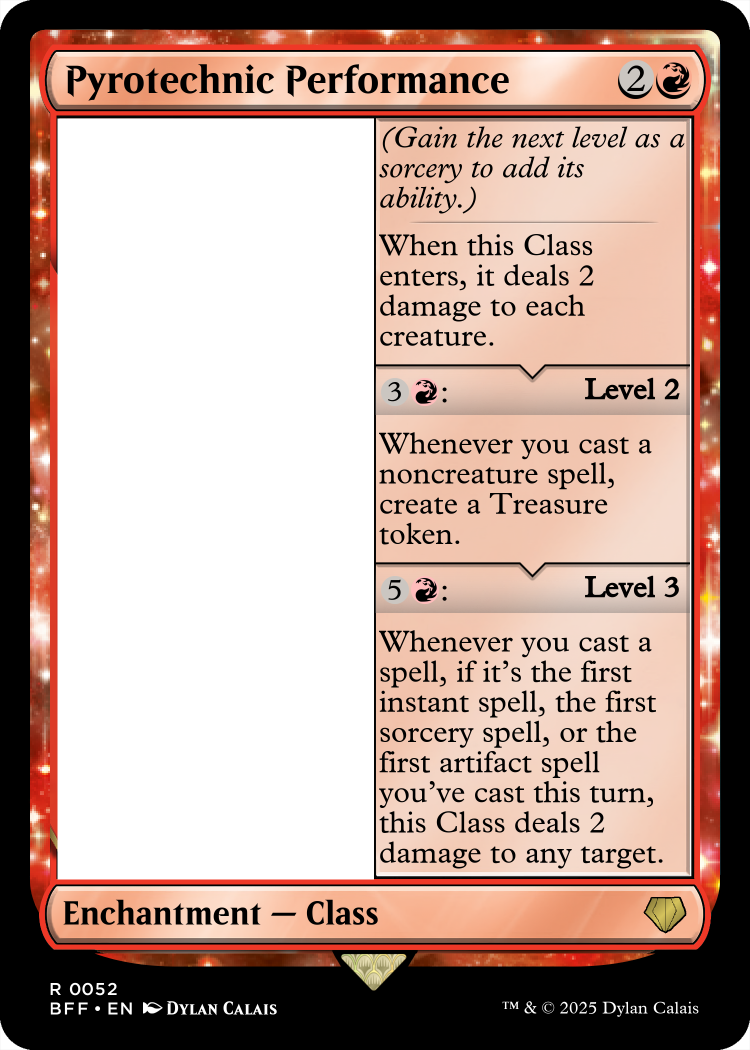 Pyrotechnic Performance 2
(Gain the next level as a
sorcery to add its
ability.)
When this Class
enters, it deals 2
damage to each
creature.
3 : Level 2
Whenever you cast a
noncreature spell,
create a Treasure
token.
5 : Level 3
Whenever you cast a
spell, if it’s the first
instant spell, the first
sorcery spell, or the
first artifact spell
you’ve cast this turn,
this Class deals 2
damage to any target.
Enchantment — Class
R 0052
BFF • EN Dylan Calais
™ & © 2025 Dylan Calais